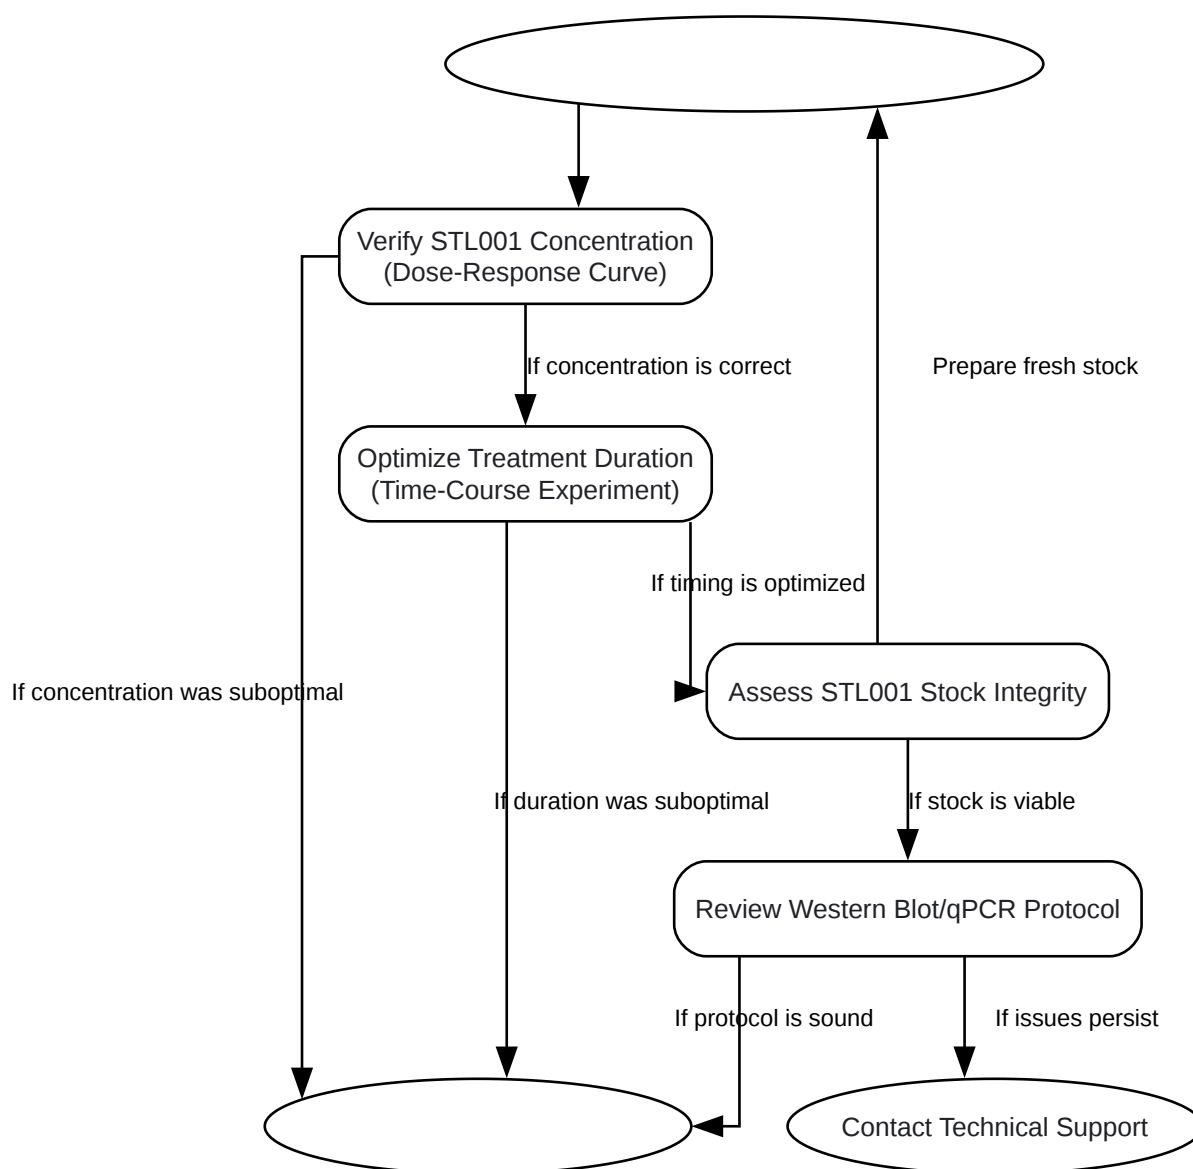 Verify STL001 Concentration
(Dose-Response Curve)
If concentration is correct
Prepare fresh stock
Optimize Treatment Duration
(Time-Course Experiment)
If timing is optimized
If concentration was suboptimal
Assess STL001 Stock Integrity
If duration was suboptimal
If stock is viable
Review Western Blot/qPCR Protocol
If protocol is sound
If issues persist
Contact Technical Support